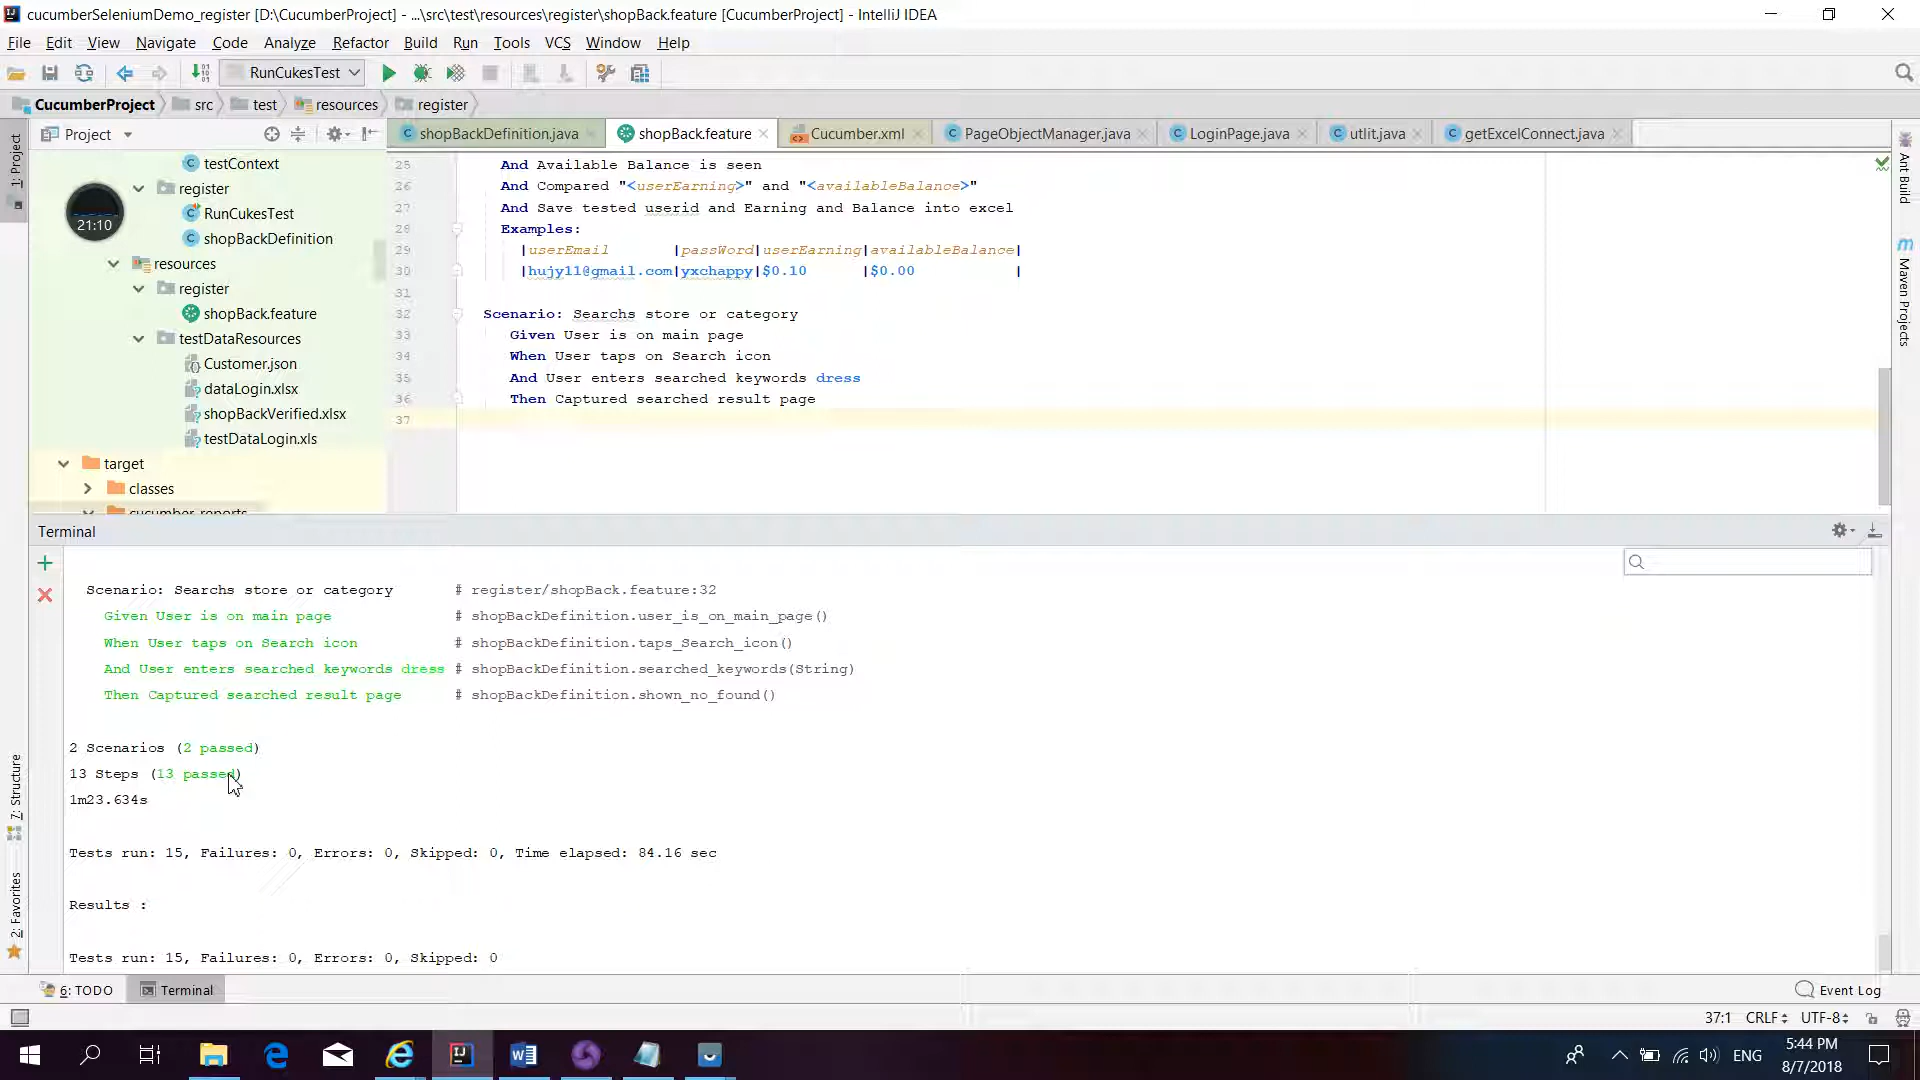 cucumberSeleniumDemo_register [D:\CucumberProject] - ...\src\test\resources\register\shopBack.feature [CucumberProject] - IntelliJ IDEA
File Edit View Navigate Code Analyze Refactor Build Run Tools VCS Window Help
RunCukesTest
CucumberProject src test resources register
1: Project
Project
shopBackDefinition.java shopBack.feature Cucumber.xml PageObjectManager.java LoginPage.java utlit.java getExcelConnect.java
testContext
register
RunCukesTest
shopBackDefinition
resources
register
shopBack.feature
testDataResources
Customer.json
dataLogin.xlsx
shopBackVerified.xlsx
testDataLogin.xls
target
classes
cucumber_reports
21:10
25 And Available Balance is seen
26 And Compared "<userEarning>" and "<availableBalance>"
27 And Save tested userid and Earning and Balance into excel
28 Examples:
29 |userEmail |passWord|userEarning|availableBalance|
30 |hujy11@gmail.com|yxchappy|$0.10 |$0.00 |
31
32 Scenario: Searchs store or category
33 Given User is on main page
34 When User taps on Search icon
35 And User enters searched keywords dress
36 Then Captured searched result page
37
Ant Build
Maven Projects
Terminal
Scenario: Searchs store or category # register/shopBack.feature:32
Given User is on main page # shopBackDefinition.user_is_on_main_page()
When User taps on Search icon # shopBackDefinition.taps_Search_icon()
And User enters searched keywords dress # shopBackDefinition.searched_keywords(String)
Then Captured searched result page # shopBackDefinition.shown_no_found()
2 Scenarios (2 passed)
13 Steps (13 passed)
1m23.634s
Tests run: 15, Failures: 0, Errors: 0, Skipped: 0, Time elapsed: 84.16 sec
Results :
Tests run: 15, Failures: 0, Errors: 0, Skipped: 0
7: Structure
2: Favorites
6: TODO Terminal Event Log
37:1 CRLF UTF-8
ENG
5:44 PM
8/7/2018